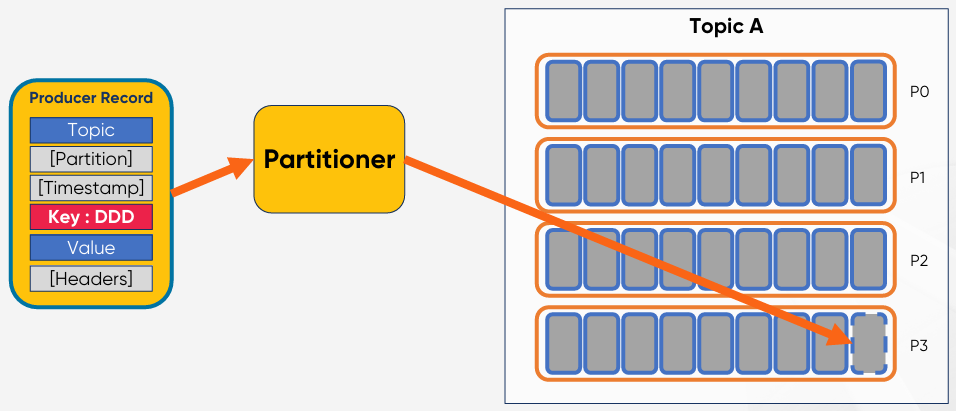 Topic A
Producer Record
Topic
[Partition]
[Timestamp]
Key : DDD
Value
[Headers]
Partitioner
P0
P1
P2
P3